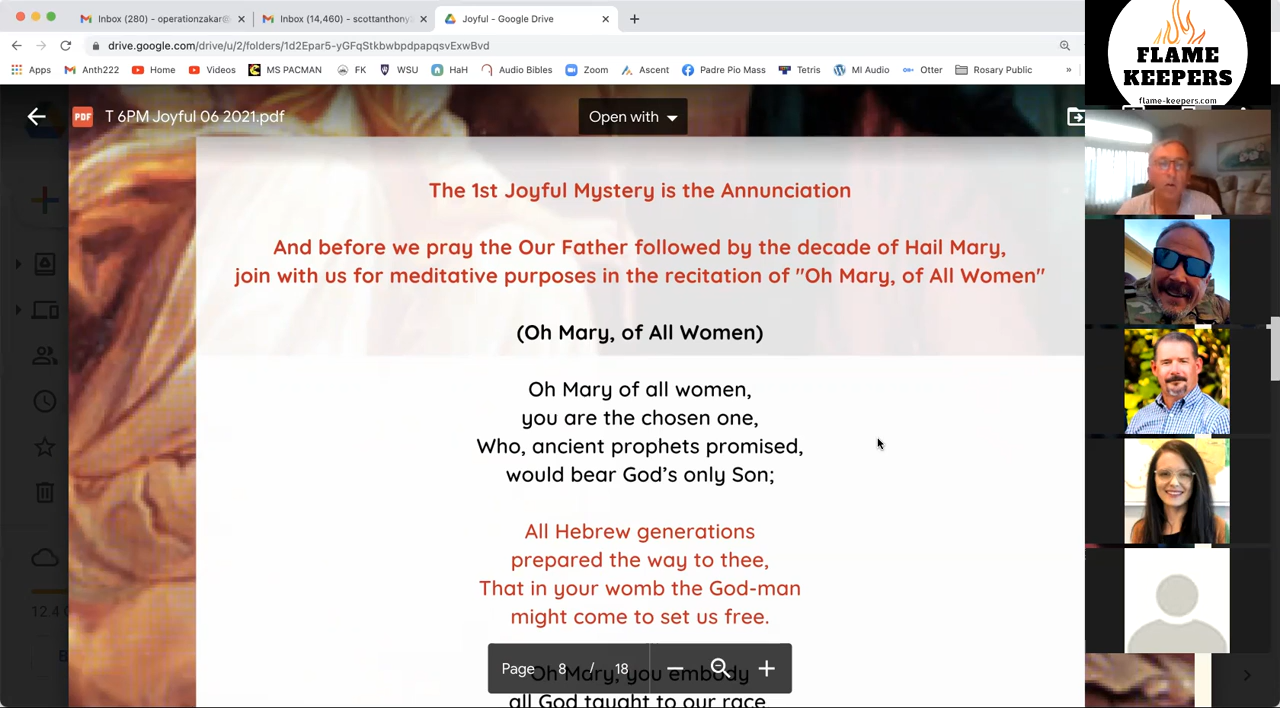 Inbox (280) - operationzakar@
Inbox (14,460) - scottanthony
Joyful - Google Drive
drive.google.com/drive/u/2/folders/1d2Epar5-yGFqStkbwbpdpapqsvExwBvd
Apps
Anth222
Home
Videos
MS PACMAN
FK
WSU
HaH
Audio Bibles
Zoom
Ascent
Padre Pio Mass
Tetris
MI Audio
Otter
Rosary Public
»
FLAME
KEEPERS
flame-keepers.com
PDF
T 6PM Joyful 06 2021.pdf
Open with
The 1st Joyful Mystery is the Annunciation
And before we pray the Our Father followed by the decade of Hail Mary,
join with us for meditative purposes in the recitation of "Oh Mary, of All Women"
(Oh Mary, of All Women)
Oh Mary of all women,
you are the chosen one,
Who, ancient prophets promised,
would bear God's only Son;
All Hebrew generations
prepared the way to thee,
That in your womb the God-man
might come to set us free.
Oh Mary, you embody
all God taught to our race
Page 8 / 18
12.4